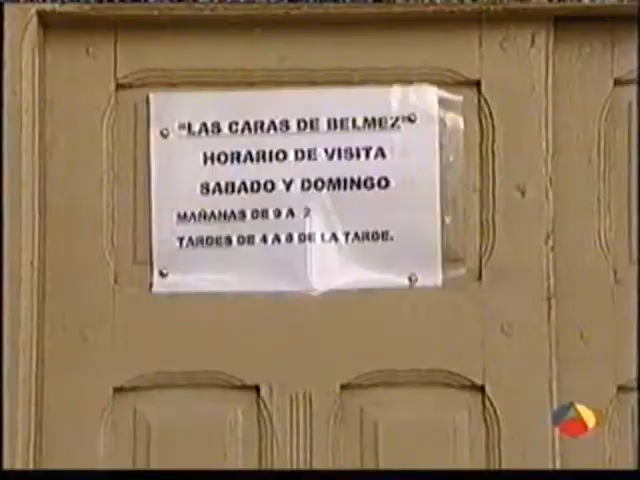 "LAS CARAS DE BELMEZ"
HORARIO DE VISITA
SABADO Y DOMINGO
MAÑANAS DE 9 A 2
TARDES DE 4 A 8 DE LA TARDE.